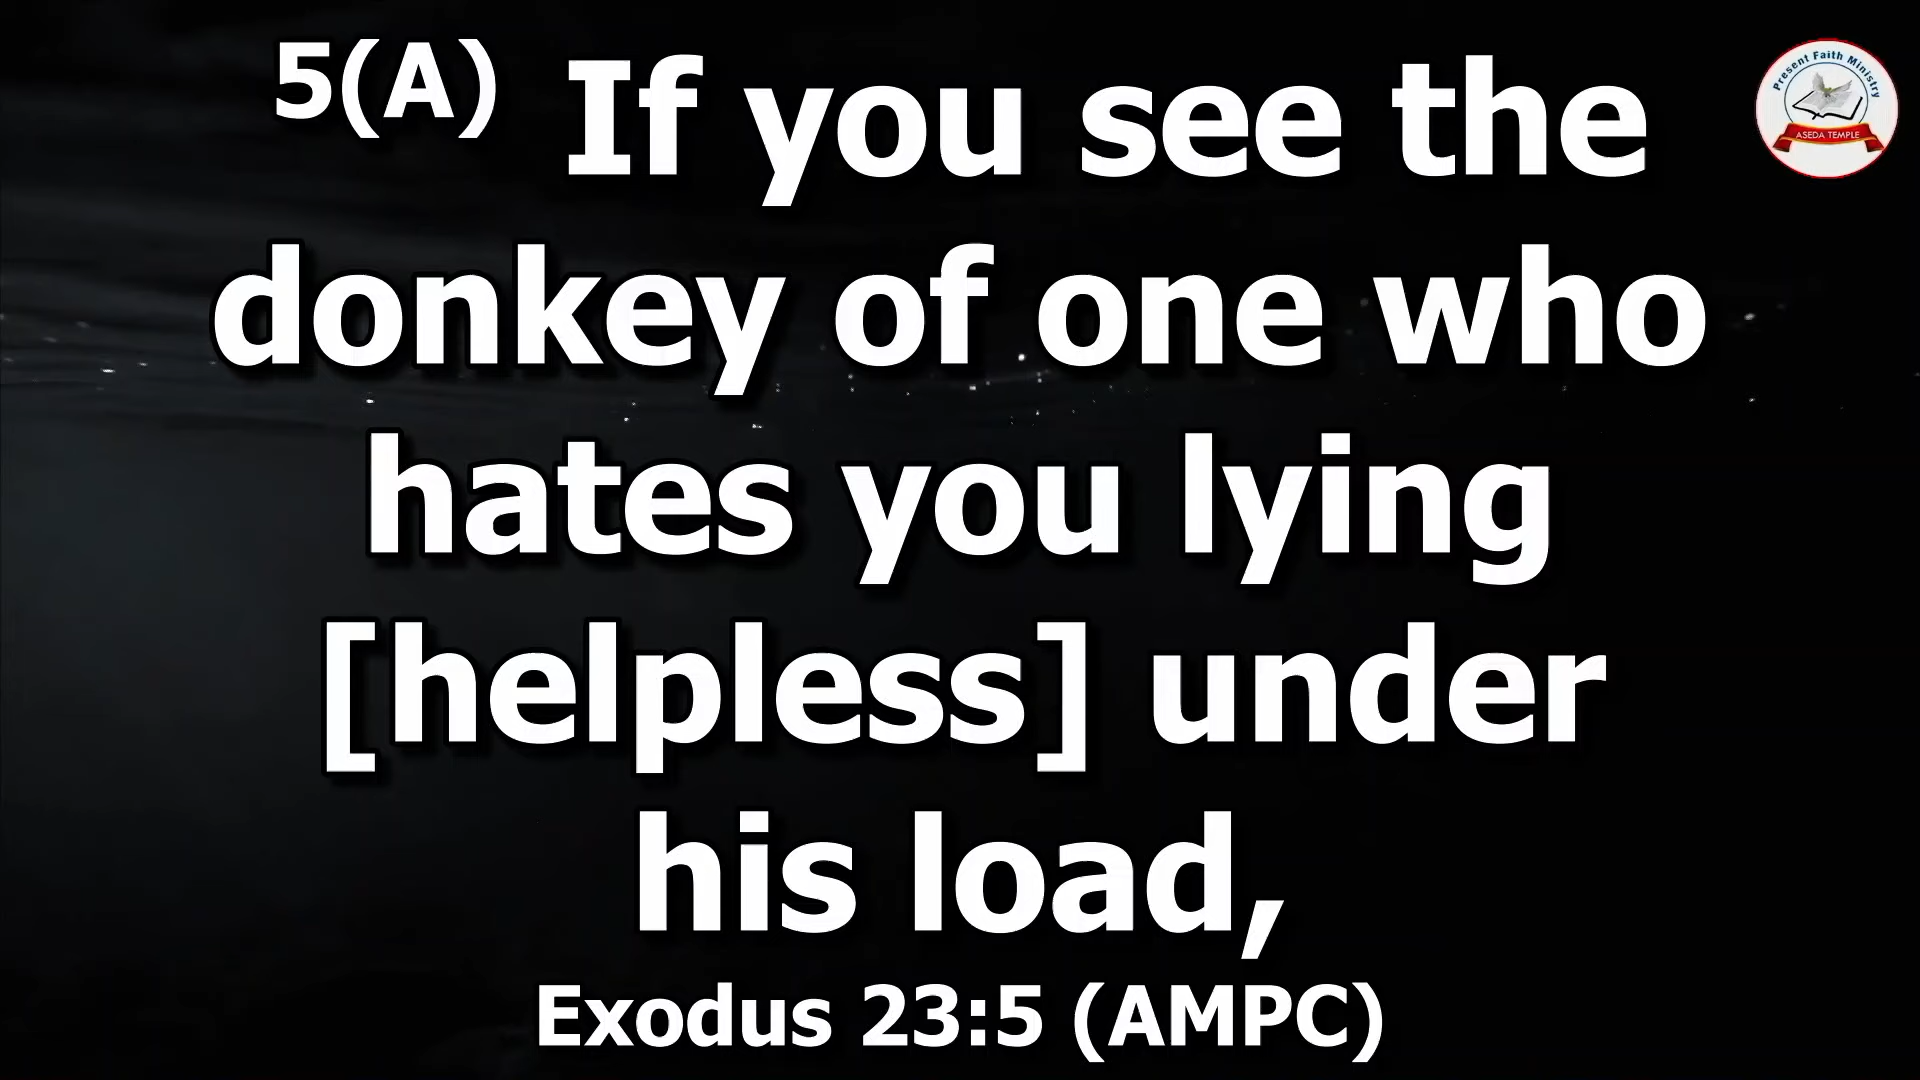 5(A) If you see the
donkey of one who
hates you lying
[helpless] under
his load,
Exodus 23:5 (AMPC)
Present Faith Ministry
ASEDA TEMPLE